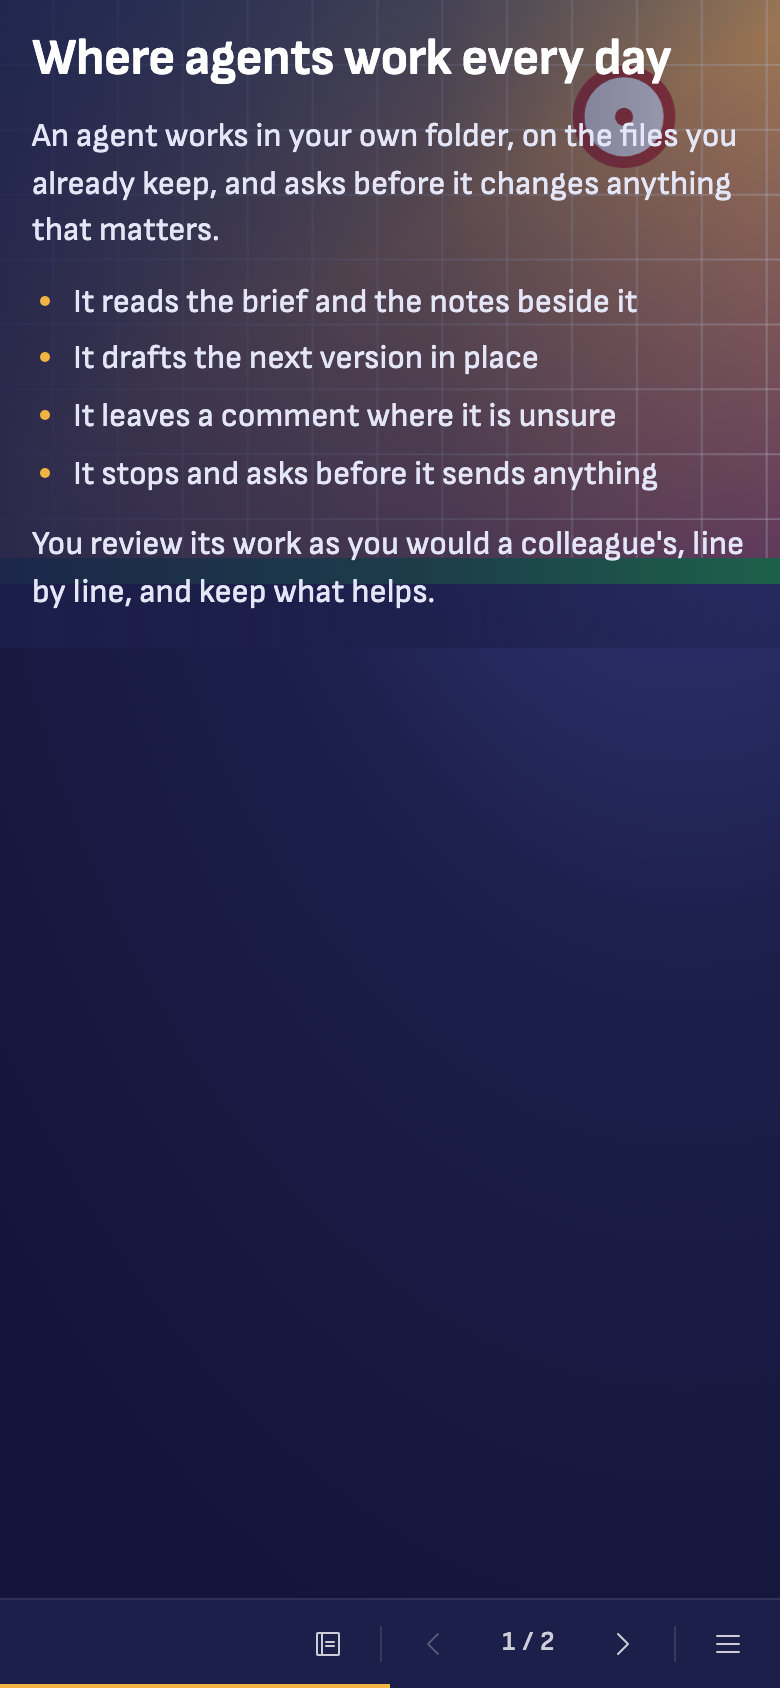 Where agents work every day
An agent works in your own folder, on the files you
already keep, and asks before it changes anything
that matters.
It reads the brief and the notes beside it
It drafts the next version in place
It leaves a comment where it is unsure
It stops and asks before it sends anything
You review its work as you would a colleague's, line
by line, and keep what helps.
1 / 2